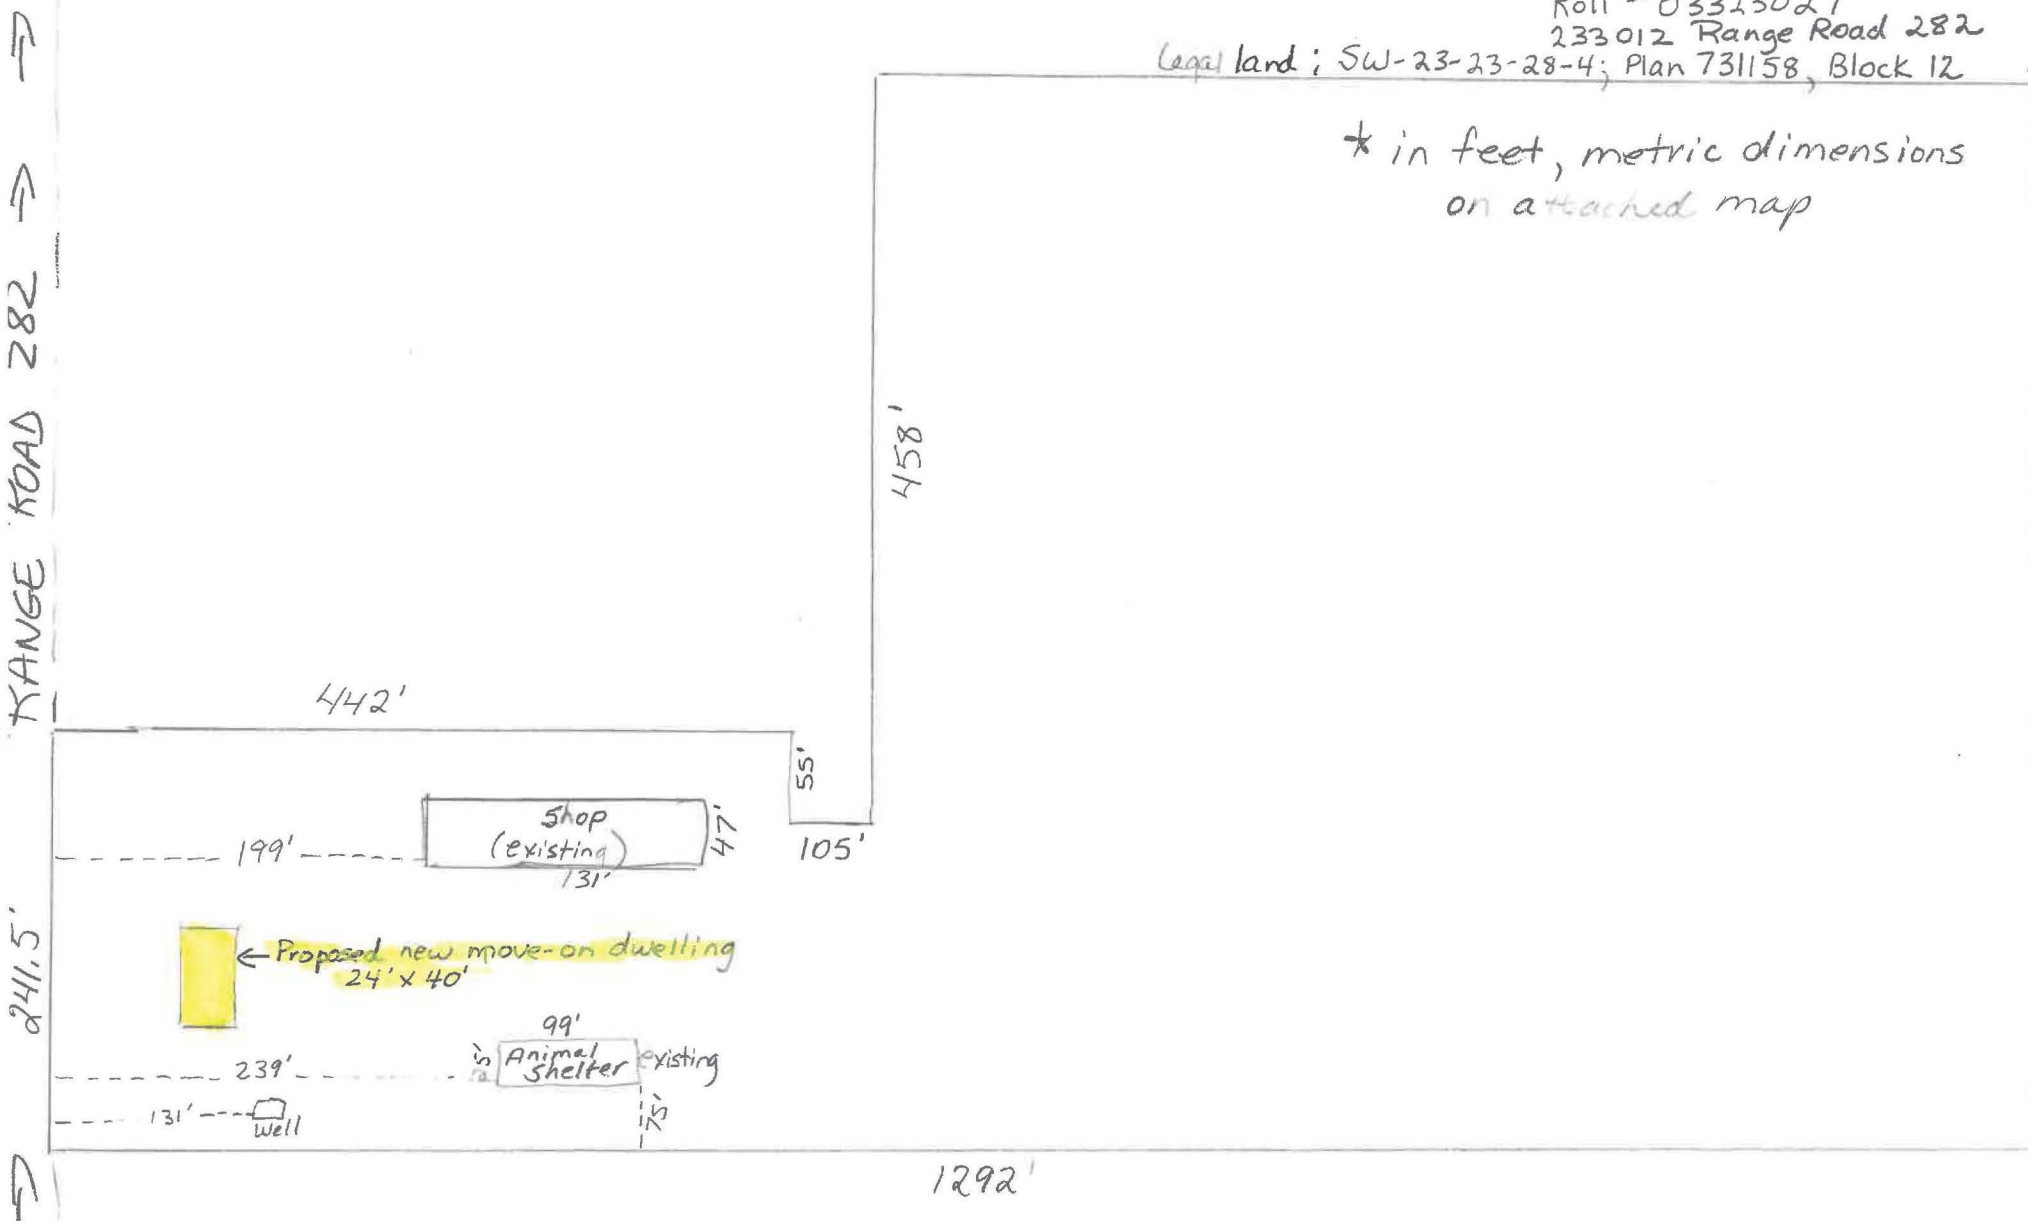 Roll - 03323027
233012 Range Road 282
Legal land ; SW-23-23-28-4; Plan 731158, Block 12
* in feet, metric dimensions
on attached map
RANGE ROAD 282
458'
442'
55'
Shop
(existing)
47'
199'
105'
131'
241.5'
Proposed new move-on dwelling
24' x 40'
99'
Animal
Shelter
existing
239'
75'
131'
Well
1292'